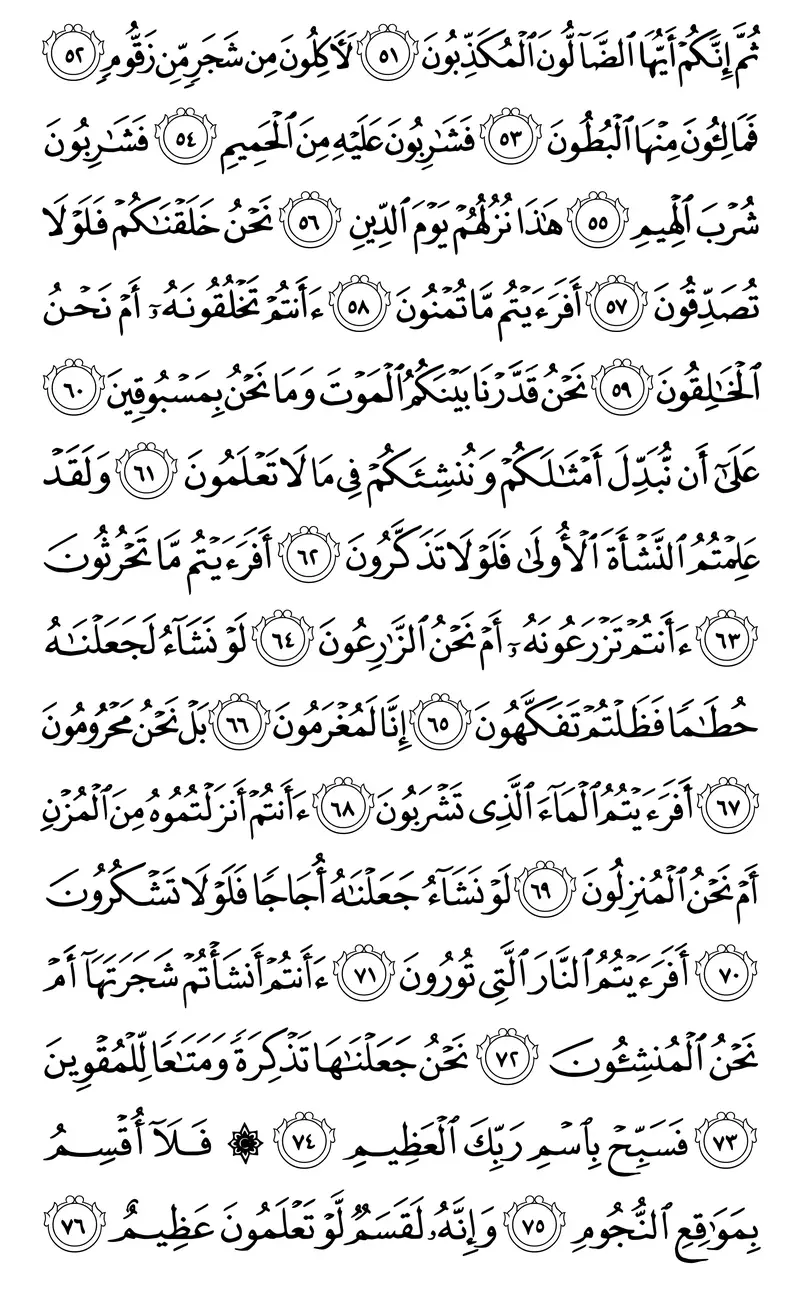 ثُمَّ إِنَّكُمْ أَيُّهَا ٱلضَّآلُّونَ ٱلْمُكَذِّبُونَ ٥١ لَـَٔاكِلُونَ مِن شَجَرٍ مِّن زَقُّومٍ ٥٢
فَمَالِـُٔونَ مِنْهَا ٱلْبُطُونَ ٥٣ فَشَـٰرِبُونَ عَلَيْهِ مِنَ ٱلْحَمِيمِ ٥٤ فَشَـٰرِبُونَ
شُرْبَ ٱلْهِيمِ ٥٥ هَـٰذَا نُزُلُهُمْ يَوْمَ ٱلدِّينِ ٥٦ نَحْنُ خَلَقْنَـٰكُمْ فَلَوْلَا
تُصَدِّقُونَ ٥٧ أَفَرَءَيْتُم مَّا تُمْنُونَ ٥٨ ءَأَنتُمْ تَخْلُقُونَهُۥٓ أَمْ نَحْنُ
ٱلْخَـٰلِقُونَ ٥٩ نَحْنُ قَدَّرْنَا بَيْنَكُمُ ٱلْمَوْتَ وَمَا نَحْنُ بِمَسْبُوقِينَ ٦٠
عَلَىٰٓ أَن نُّبَدِّلَ أَمْثَـٰلَكُمْ وَنُنشِئَكُمْ فِى مَا لَا تَعْلَمُونَ ٦١ وَلَقَدْ
عَلِمْتُمُ ٱلنَّشْأَةَ ٱلْأُولَىٰ فَلَوْلَا تَذَكَّرُونَ ٦٢ أَفَرَءَيْتُم مَّا تَحْرُثُونَ
٦٣ ءَأَنتُمْ تَزْرَعُونَهُۥٓ أَمْ نَحْنُ ٱلزَّٰرِعُونَ ٦٤ لَوْ نَشَآءُ لَجَعَلْنَـٰهُ
حُطَـٰمًا فَظَلْتُمْ تَفَكَّهُونَ ٦٥ إِنَّا لَمُغْرَمُونَ ٦٦ بَلْ نَحْنُ مَحْرُومُونَ
٦٧ أَفَرَءَيْتُمُ ٱلْمَآءَ ٱلَّذِى تَشْرَبُونَ ٦٨ ءَأَنتُمْ أَنزَلْتُمُوهُ مِنَ ٱلْمُزْنِ
أَمْ نَحْنُ ٱلْمُنزِلُونَ ٦٩ لَوْ نَشَآءُ جَعَلْنَـٰهُ أُجَاجًا فَلَوْلَا تَشْكُرُونَ
٧٠ أَفَرَءَيْتُمُ ٱلنَّارَ ٱلَّتِى تُورُونَ ٧١ ءَأَنتُمْ أَنشَأْتُمْ شَجَرَتَهَآ أَمْ
نَحْنُ ٱلْمُنشِـُٔونَ ٧٢ نَحْنُ جَعَلْنَـٰهَا تَذْكِرَةً وَمَتَـٰعًا لِّلْمُقْوِينَ
٧٣ فَسَبِّحْ بِٱسْمِ رَبِّكَ ٱلْعَظِيمِ ٧٤ ۞ فَلَآ أُقْسِمُ
بِمَوَٰقِعِ ٱلنُّجُومِ ٧٥ وَإِنَّهُۥ لَقَسَمٌ لَّوْ تَعْلَمُونَ عَظِيمٌ ٧٦